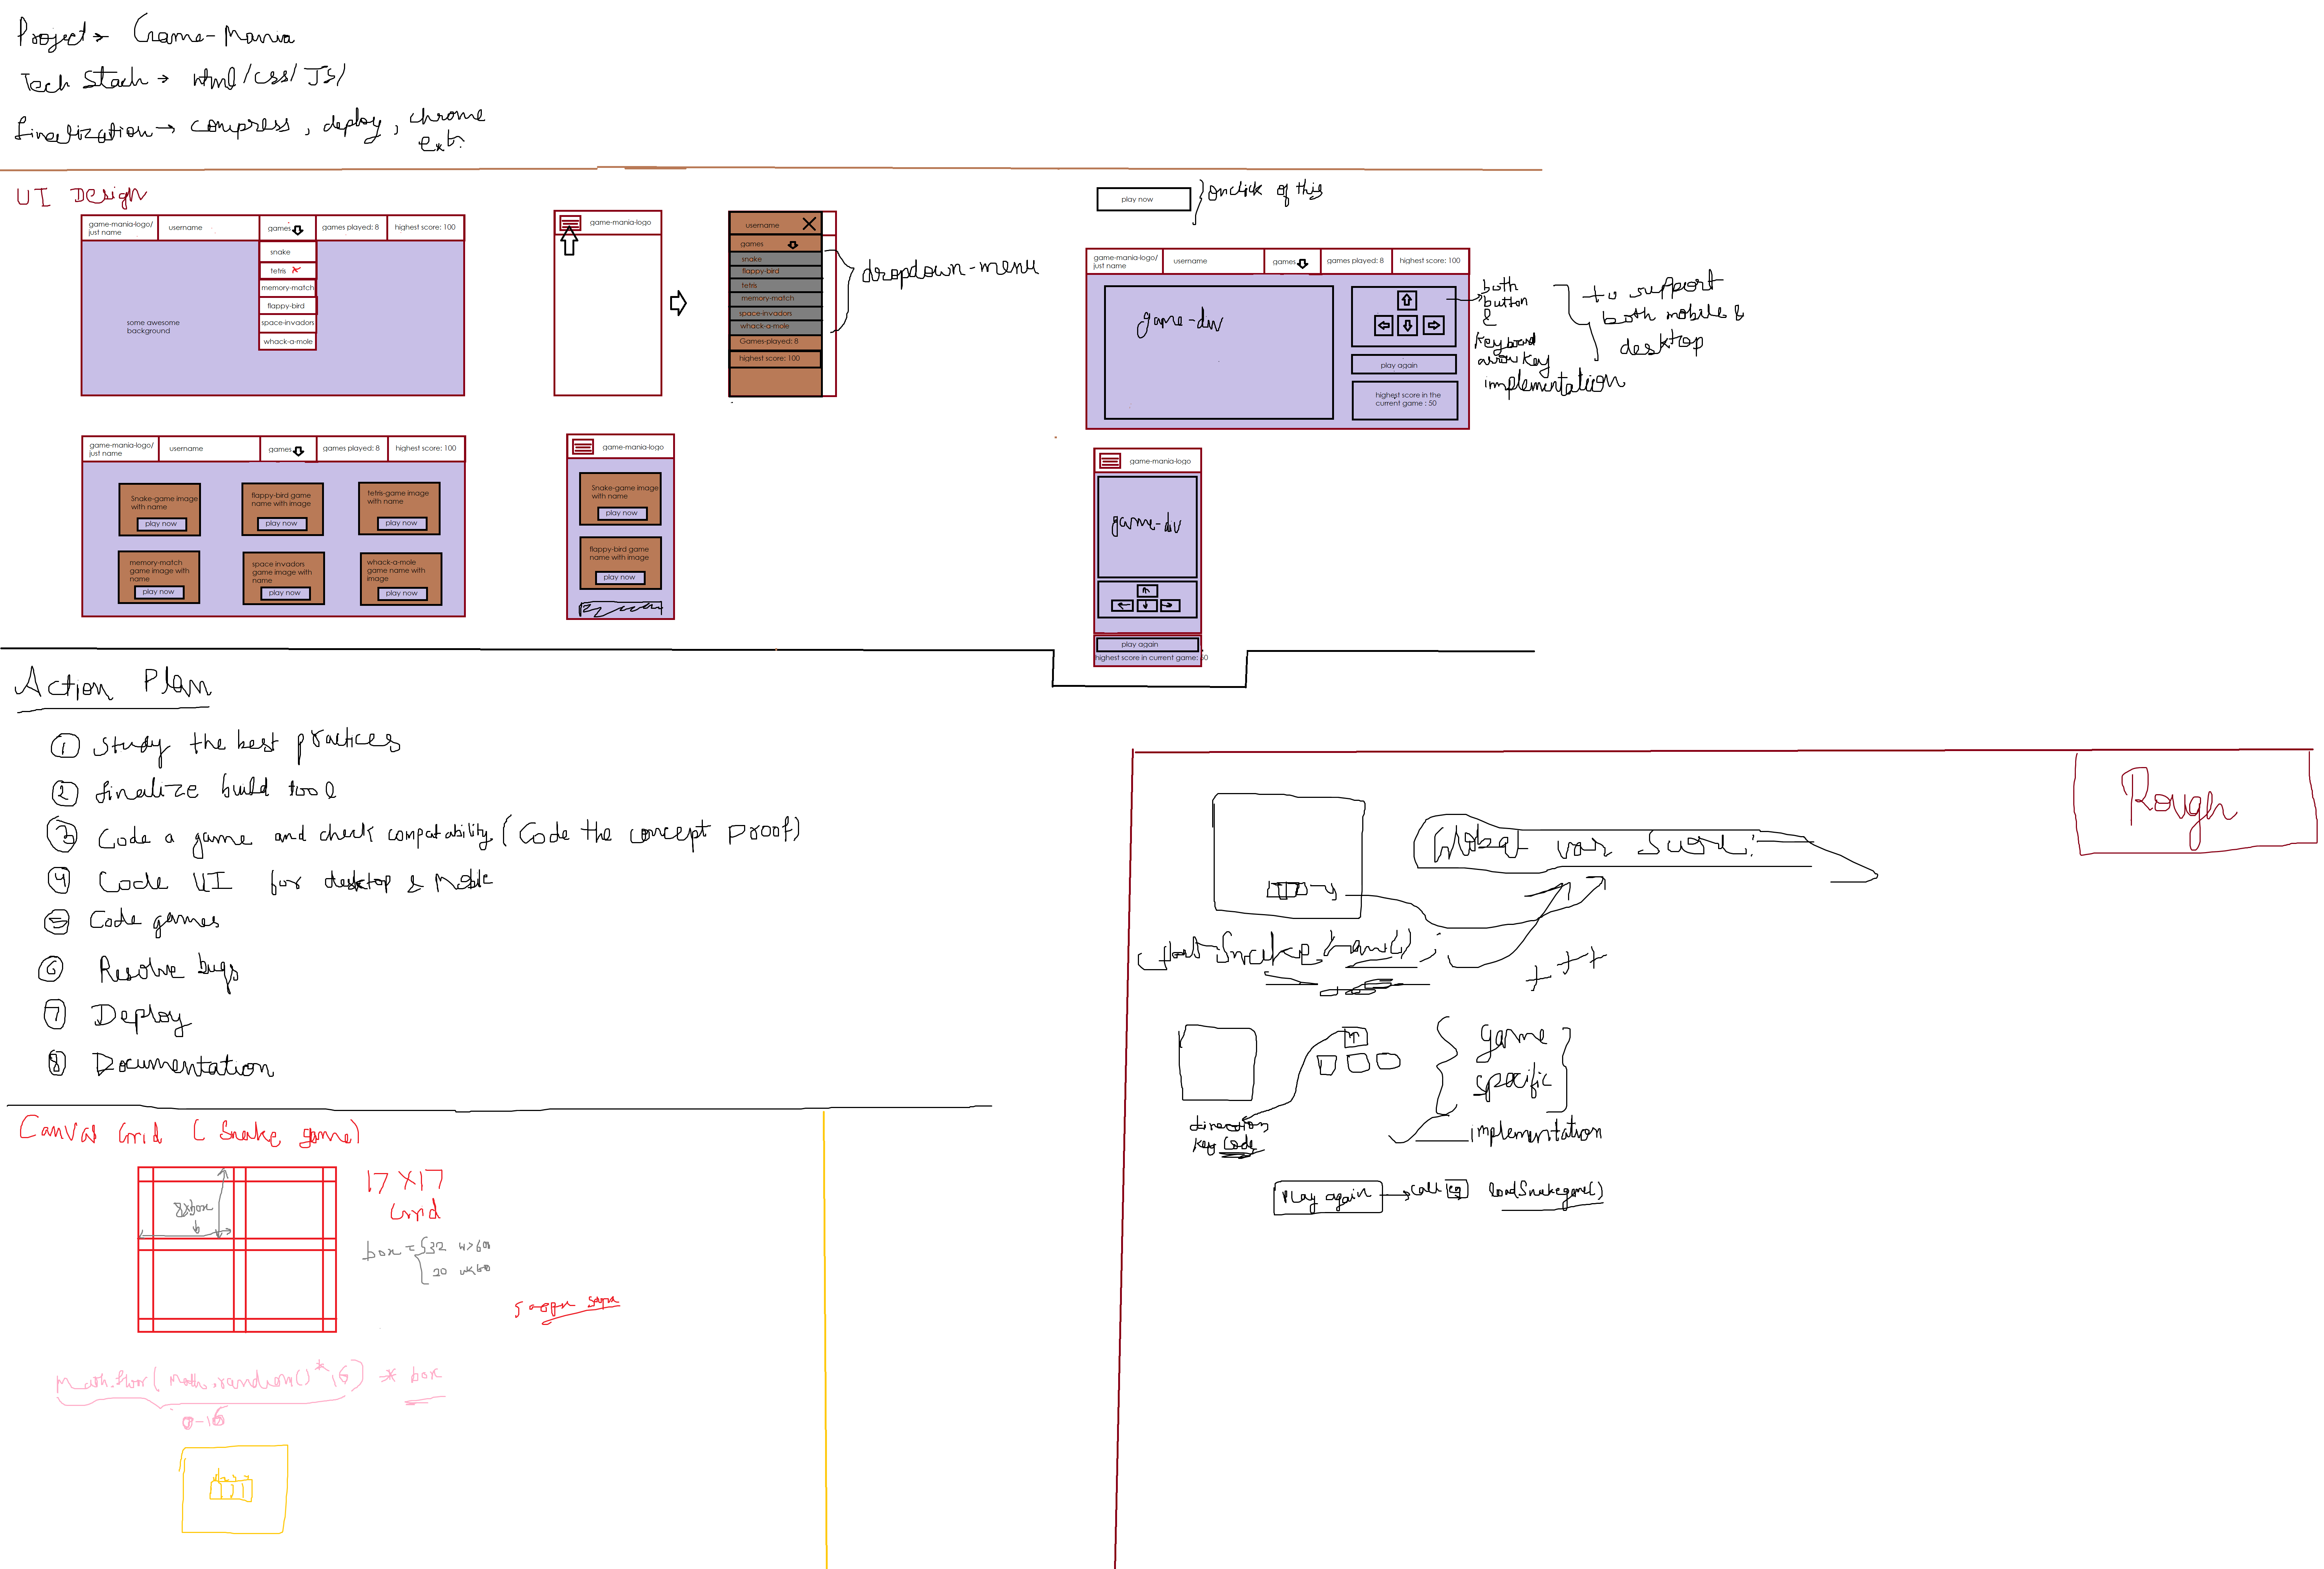 Project → Game-Mania
Tech Stack → Html/CSS/JS/
finalization → compress, deploy, chrome
ext.
UI Design
game-mania-logo/
just name
username
games
games played: 8
highest score: 100
snake
tetris
memory-match
flappy-bird
space-invadors
whack-a-mole
some awesome
background
game-mania-logo
username
games
snake
flappy-bird
tetris
memory-match
space-invadors
whack-a-mole
Games-played: 8
highest score: 100
dropdown-menu
play now
onclick of this
game-mania-logo/
just name
username
games
games played: 8
highest score: 100
game-div
play again
highest score in the
current game : 50
both
button
&
keyboard
arrow key
implementation
to support
both mobile &
desktop
game-mania-logo/
just name
username
games
games played: 8
highest score: 100
Snake-game image
with name
play now
flappy-bird game
name with image
play now
tetris-game image
with name
play now
memory-match
game image with
name
play now
space invadors
game image with
name
play now
whack-a-mole
game name with
image
play now
game-mania-logo
Snake-game image
with name
play now
flappy-bird game
name with image
play now
game-mania-logo
game-div
play again
highest score in current game: 50
Action Plan
1 Study the best practices
2 finalize build tool
3 Code a game and check compatability (Code the concept proof)
4 Code UI for desktop & Mobile
5 Code games
6 Resolve bugs
7 Deploy
8 Documentation
Rough
Global var Score:
+ + +
game
specific
implementation
direction
key code
Play again → call loadSnakegame()
Canvas Grid ( Snake game)
17 X 17
Grid
8xbox
box = { 32
20
Math.floor( Math.random() * 16) * box
0-16